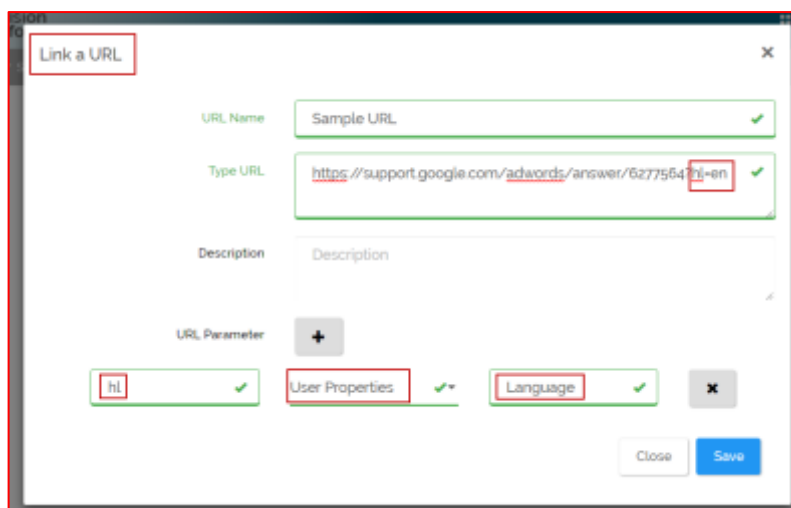 ision
Link a URL ×
URL Name Sample URL
Type URL https://support.google.com/adwords/answer/6277564?hl=en
Description Description
URL Parameter +
hl User Properties Language ×
Close Save